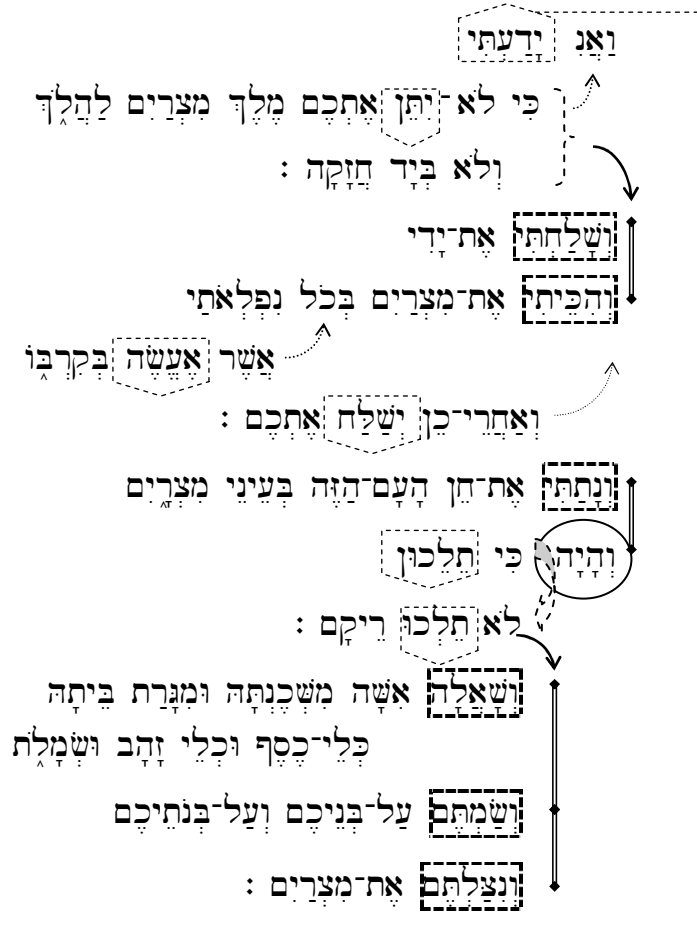 וַאֲנִ יָדַעְתִּי
כִּי לֹא־יִתֵּן אֶתְכֶם מֶלֶךְ מִצְרַיִם לַהֲלֹ֑ךְ
וְלֹא בְּיָד חֲזָקָה :
וְשָׁלַחְתִּי אֶת־יָדִי
וְהִכֵּיתִי אֶת־מִצְרַיִם בְּכֹל נִפְלְאֹתַי
אֲשֶׁר אֶעֱשֶׂה בְּקִרְבּ֑וֹ
וְאַחֲרֵי־כֵן יְשַׁלַּח אֶתְכֶם :
וְנָתַתִּי אֶת־חֵן הָעָם־הַזֶּה בְּעֵינֵי מִצְרָ֑יִם
וְהָיָה כִּי תֵלֵכוּן
לֹא תֵלְכוּ רֵיקָם :
וְשָׁאֲלָה אִשָּׁה מִשְּׁכֶנְתָּהּ וּמִגָּרַת בֵּיתָהּ
כְּלֵי־כֶסֶף וּכְלֵי זָהָב וּשְׂמָלֹ֑ת
וְשַׂמְתֶּם עַל־בְּנֵיכֶם וְעַל־בְּנֹתֵיכֶם
וְנִצַּלְתֶּם אֶת־מִצְרַיִם :